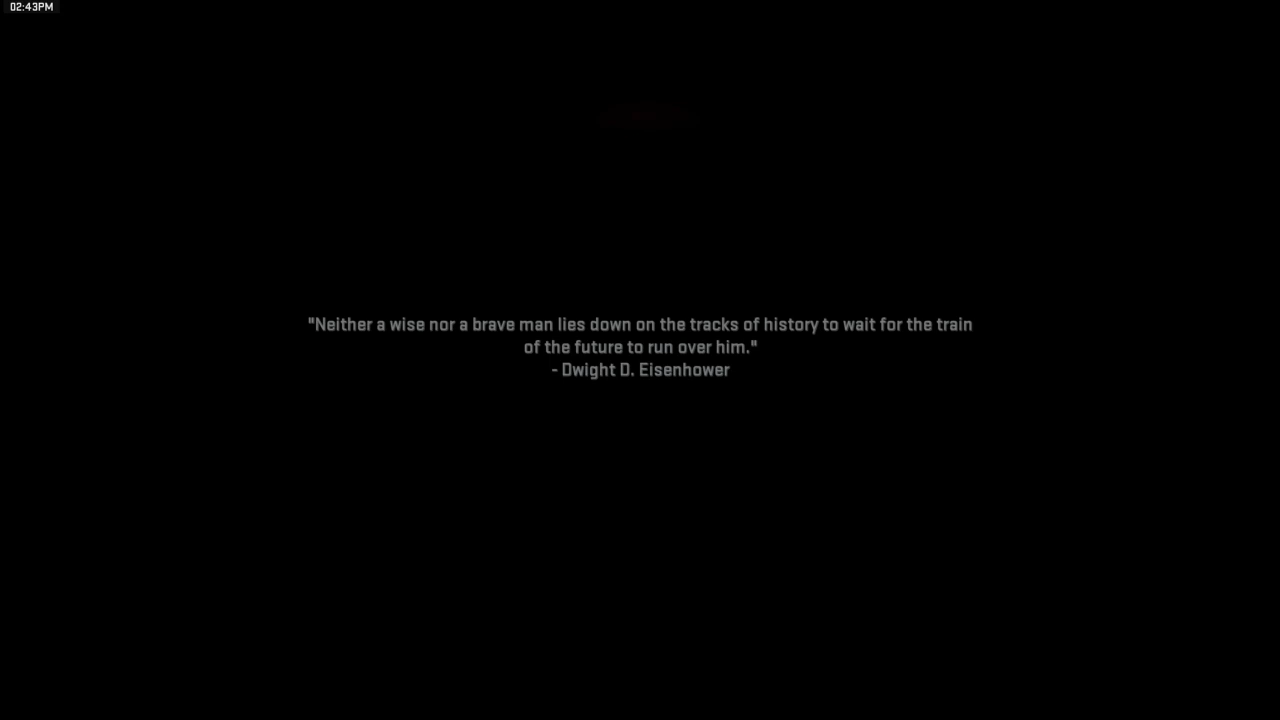 02:43PM
"Neither a wise nor a brave man lies down on the tracks of history to wait for the train
of the future to run over him."
- Dwight D. Eisenhower